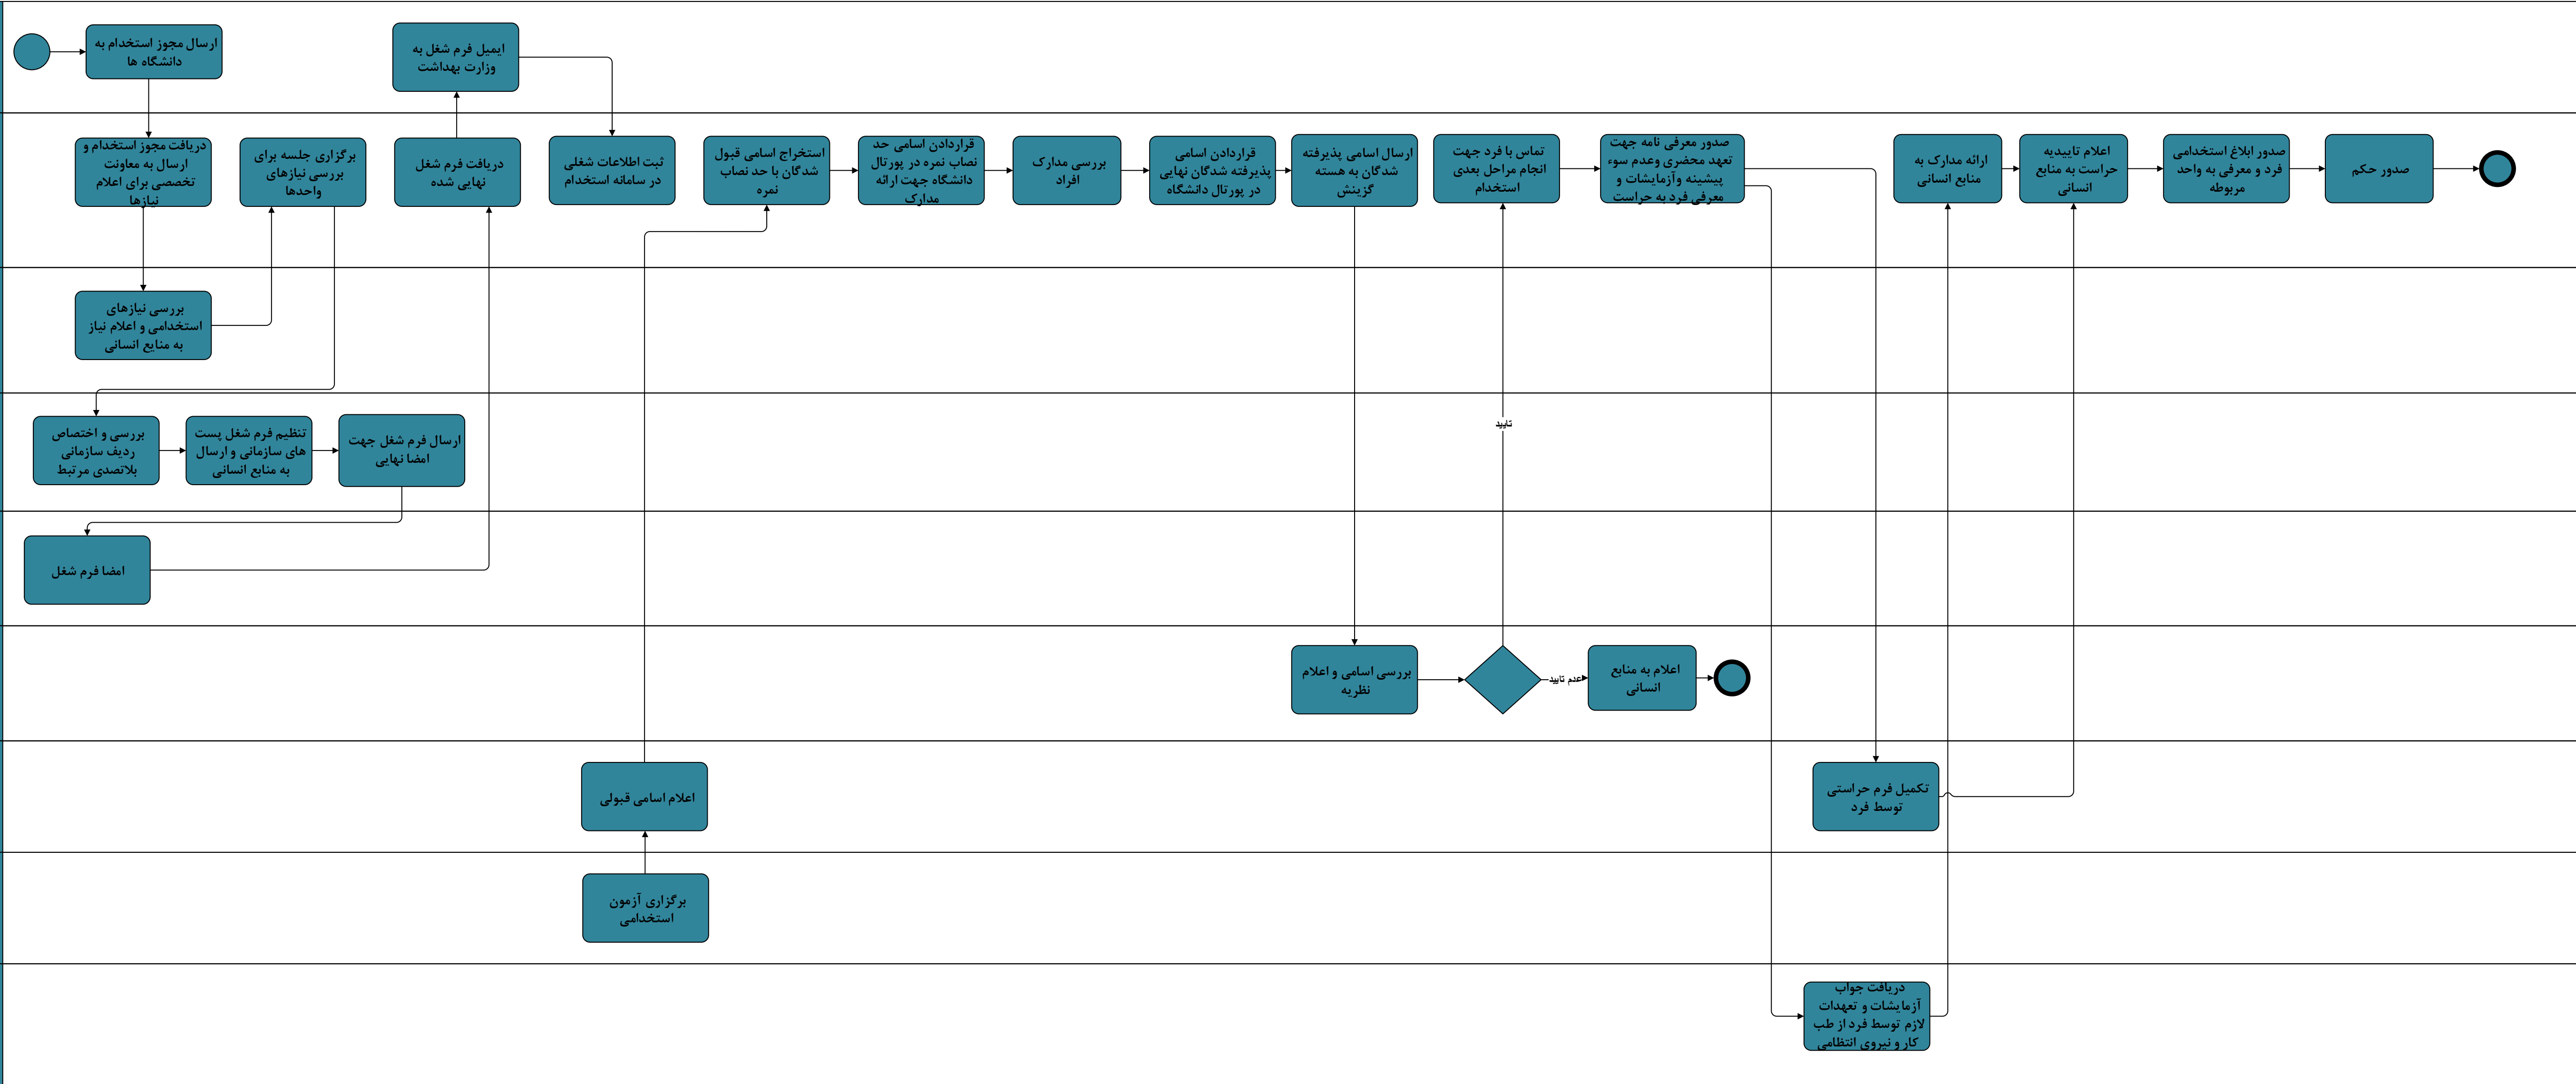 ارسال مجوز استخدام به
دانشگاه ها
ایمیل فرم شغل به
وزارت بهداشت
دریافت مجوز استخدام و
ارسال به معاونت
تخصصی برای اعلام
نیازها
برگزاری جلسه برای
بررسی نیازهای
واحدها
دریافت فرم شغل
نهایی شده
ثبت اطلاعات شغلی
در سامانه استخدام
استخراج اسامی قبول
شدگان با حد نصاب
نمره
قراردادن اسامی حد
نصاب نمره در پورتال
دانشگاه جهت ارائه
مدارک
بررسی مدارک
افراد
قراردادن اسامی
پذیرفته شدگان نهایی
در پورتال دانشگاه
ارسال اسامی پذیرفته
شدگان به هسته
گزینش
تماس با فرد جهت
انجام مراحل بعدی
استخدام
صدور معرفی نامه جهت
تعهد محضری وعدم سوء
پیشینه وآزمایشات و
معرفی فرد به حراست
ارائه مدارک به
منابع انسانی
اعلام تاییدیه
حراست به منابع
انسانی
صدور ابلاغ استخدامی
فرد و معرفی به واحد
مربوطه
صدور حکم
بررسی نیازهای
استخدامی و اعلام نیاز
به منابع انسانی
بررسی و اختصاص
ردیف سازمانی
بلاتصدی مرتبط
تنظیم فرم شغل پست
های سازمانی و ارسال
به منابع انسانی
ارسال فرم شغل جهت
امضا نهایی
تایید
امضا فرم شغل
بررسی اسامی و اعلام
نظریه
عدم تایید
اعلام به منابع
انسانی
اعلام اسامی قبولی
تکمیل فرم حراستی
توسط فرد
برگزاری آزمون
استخدامی
دریافت جواب
آزمایشات و تعهدات
لازم توسط فرد از طب
کار و نیروی انتظامی